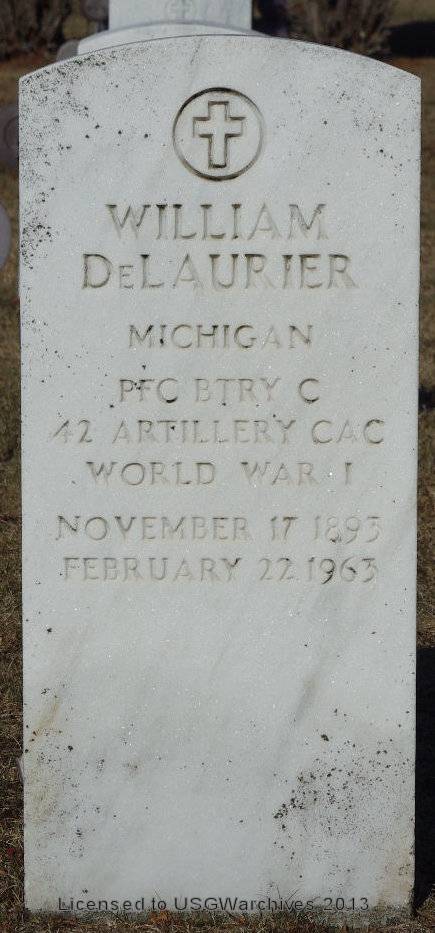 WILLIAM
DeLAURIER
MICHIGAN
PFC BTRY C
42 ARTILLERY CAC
WORLD WAR I
NOVEMBER 17 1893
FEBRUARY 22 1963
Licensed to USGWarchives 2013